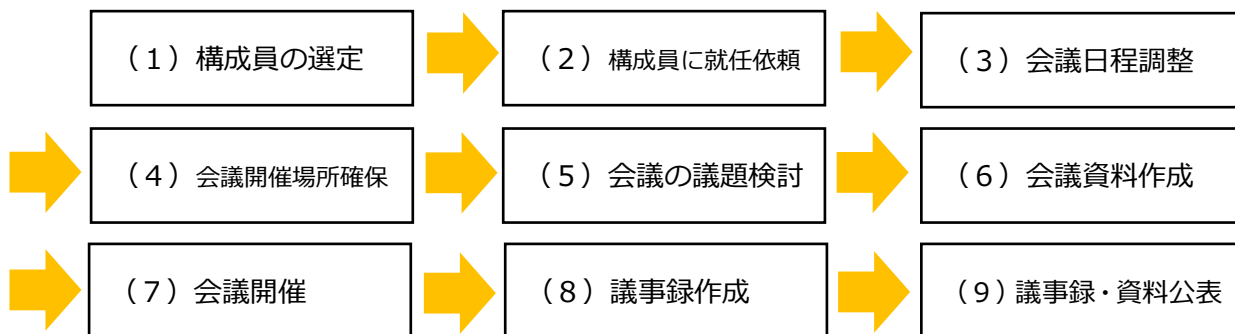 （１）構成員の選定
（２）構成員に就任依頼
（３）会議日程調整
（４）会議開催場所確保
（５）会議の議題検討
（６）会議資料作成
（７）会議開催
（８）議事録作成
（９）議事録・資料公表